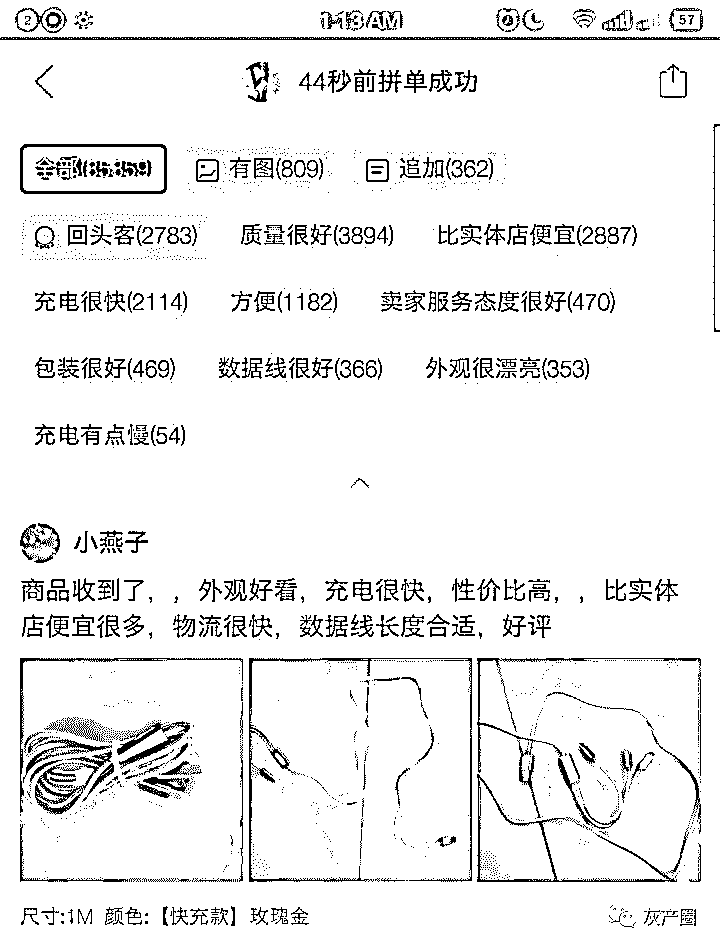 2
1:13 AM
57
44秒前拼单成功
全部
有图(809)
追加(362)
回头客(2783)
质量很好(3894)
比实体店便宜(2887)
充电很快(2114)
方便(1182)
卖家服务态度很好(470)
包装很好(469)
数据线很好(366)
外观很漂亮(353)
充电有点慢(54)
小燕子
商品收到了，，外观好看，充电很快，性价比高，，比实体
店便宜很多，物流很快，数据线长度合适，好评
尺寸:1M 颜色:【快充款】玫瑰金
灰产圈